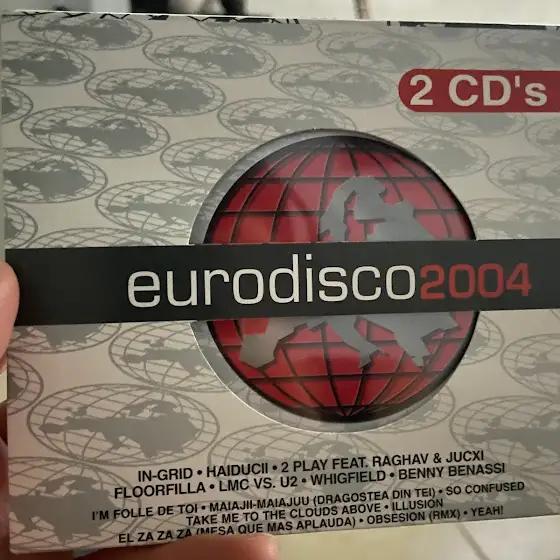 2 CD's
eurodisco2004
IN-GRID • HAIDUCII • 2 PLAY FEAT. RAGHAV & JUCXI
FLOORFILLA • LMC VS. U2 • WHIGFIELD • BENNY BENASSI
I'M FOLLE DE TOI • MAIAJII-MAIAJUU (DRAGOSTEA DIN TEI) • SO CONFUSED
TAKE ME TO THE CLOUDS ABOVE • ILLUSION
EL ZA ZA ZA (MESA QUE MAS APLAUDA) • OBSESION (RMX) • YEAH!